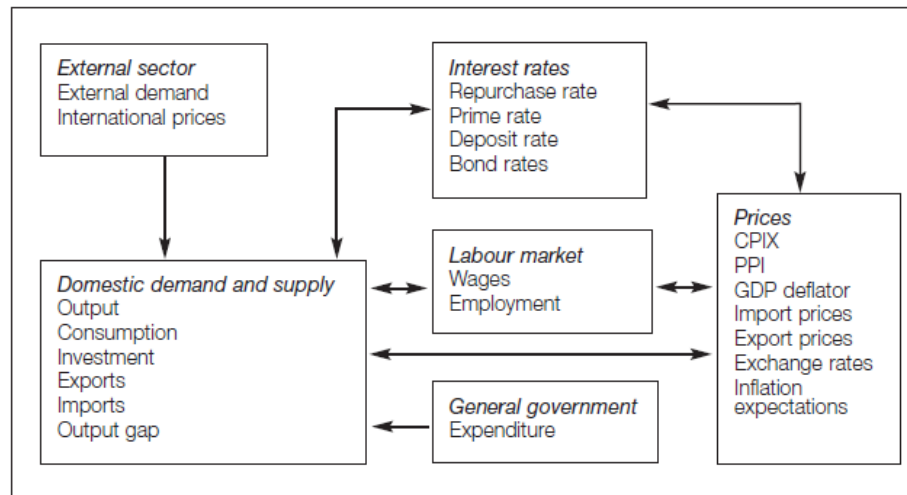 External sector
External demand
International prices
Interest rates
Repurchase rate
Prime rate
Deposit rate
Bond rates
Prices
CPIX
PPI
GDP deflator
Import prices
Export prices
Exchange rates
Inflation
expectations
Labour market
Wages
Employment
Domestic demand and supply
Output
Consumption
Investment
Exports
Imports
Output gap
General government
Expenditure